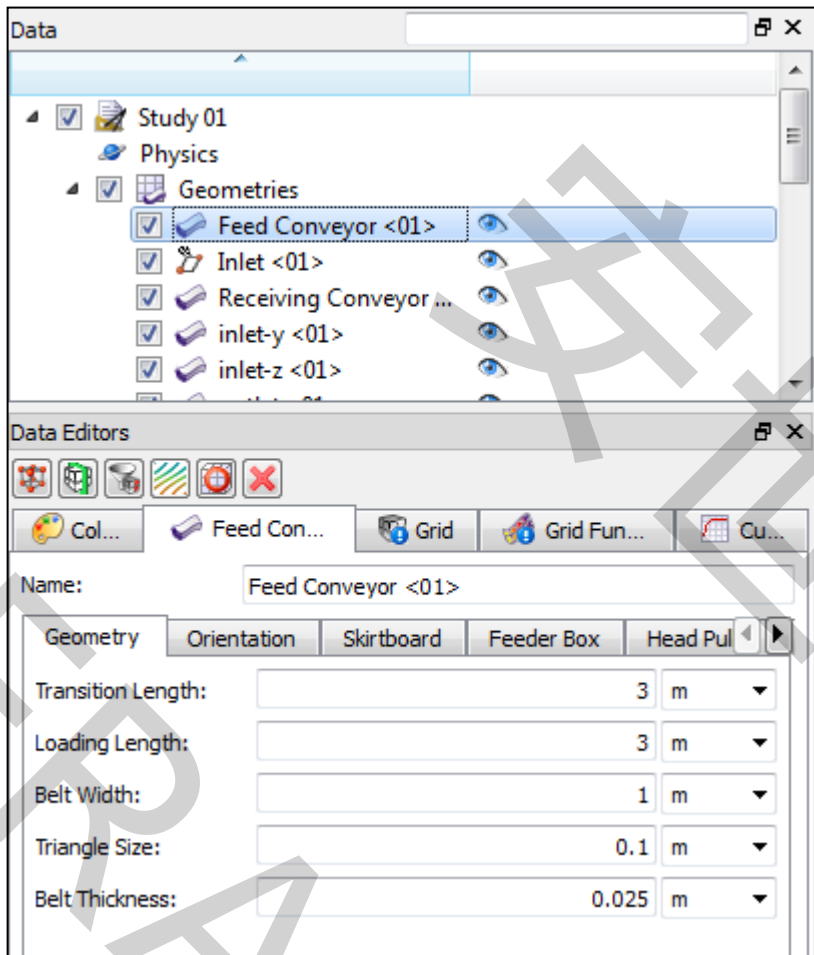 Data
Study 01
Physics
Geometries
Feed Conveyor <01>
Inlet <01>
Receiving Conveyor ...
inlet-y <01>
inlet-z <01>
Data Editors
Col... Feed Con... Grid Grid Fun... Cu...
Name: Feed Conveyor <01>
Geometry Orientation Skirtboard Feeder Box Head Pul
Transition Length: 3 m
Loading Length: 3 m
Belt Width: 1 m
Triangle Size: 0.1 m
Belt Thickness: 0.025 m